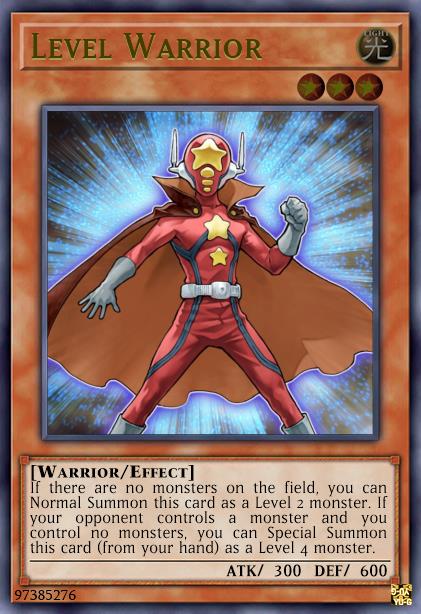 LEVEL WARRIOR
LIGHT
光
[WARRIOR/EFFECT]
If there are no monsters on the field, you can
Normal Summon this card as a Level 2 monster. If
your opponent controls a monster and you
control no monsters, you can Special Summon
this card (from your hand) as a Level 4 monster.
ATK/ 300 DEF/ 600
97385276